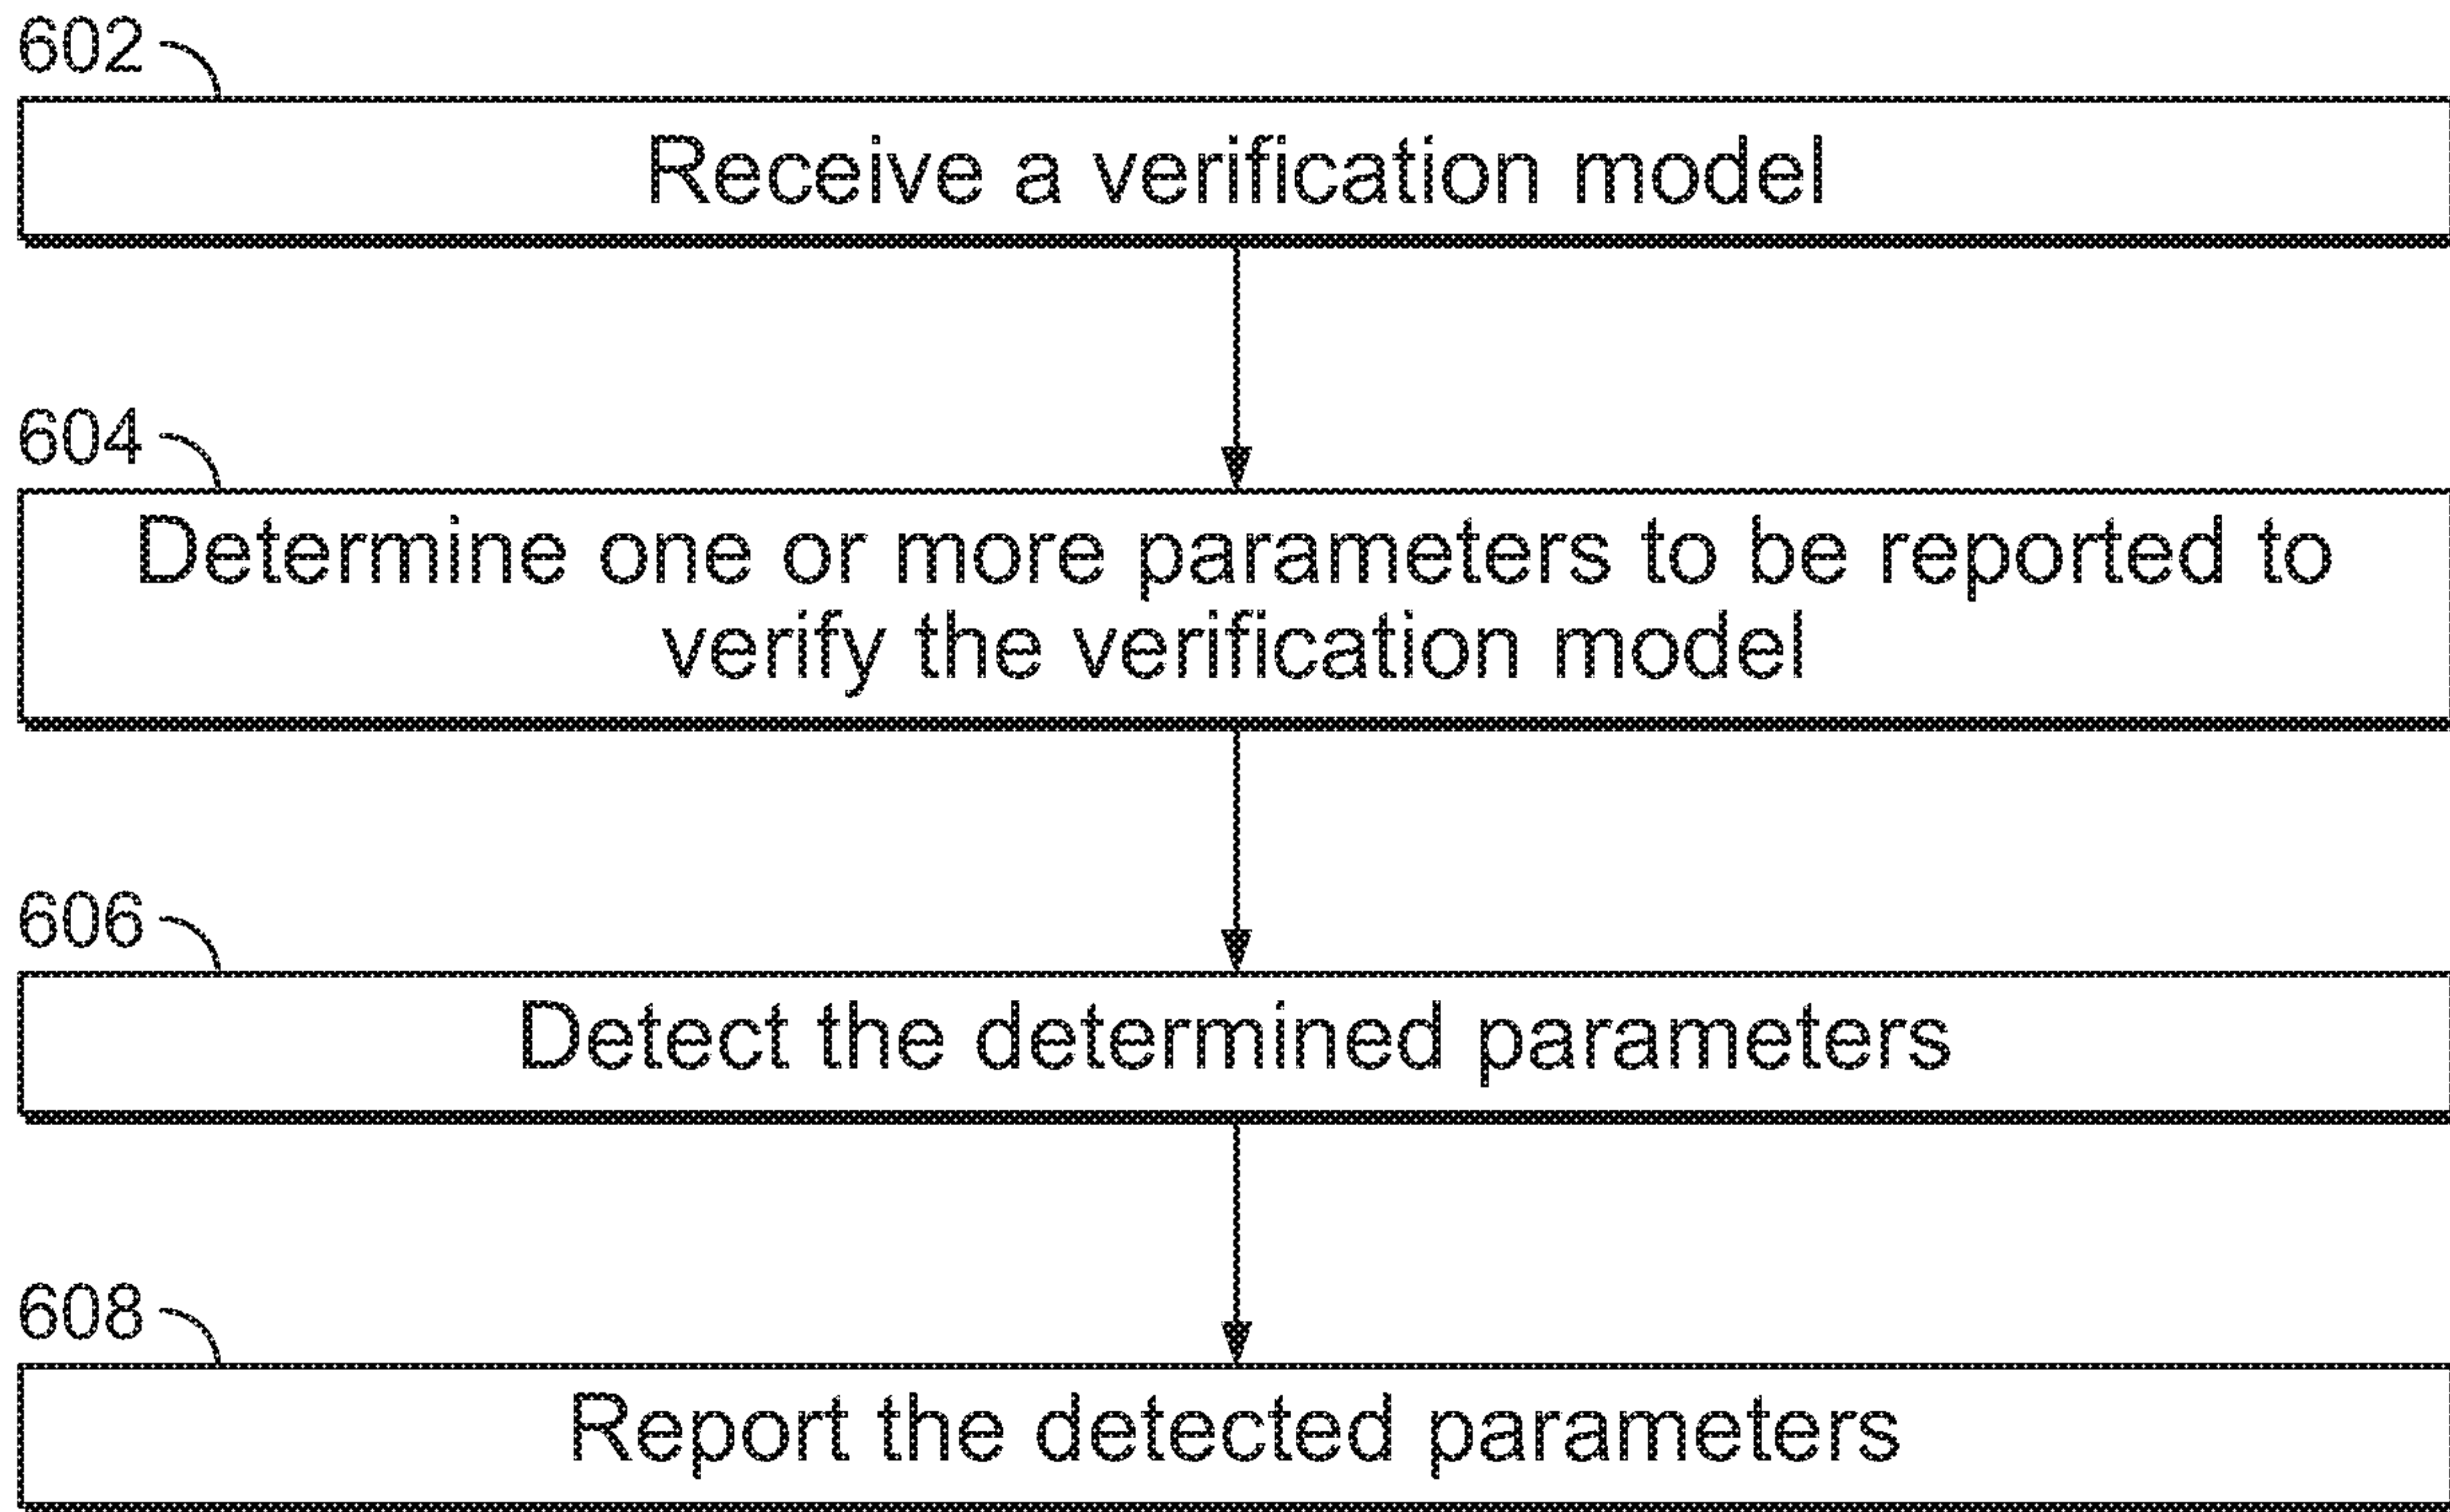 602
Receive a verification model
604
Determine one or more parameters to be reported to
verify the verification model
606
Detect the determined parameters
608
Report the detected parameters